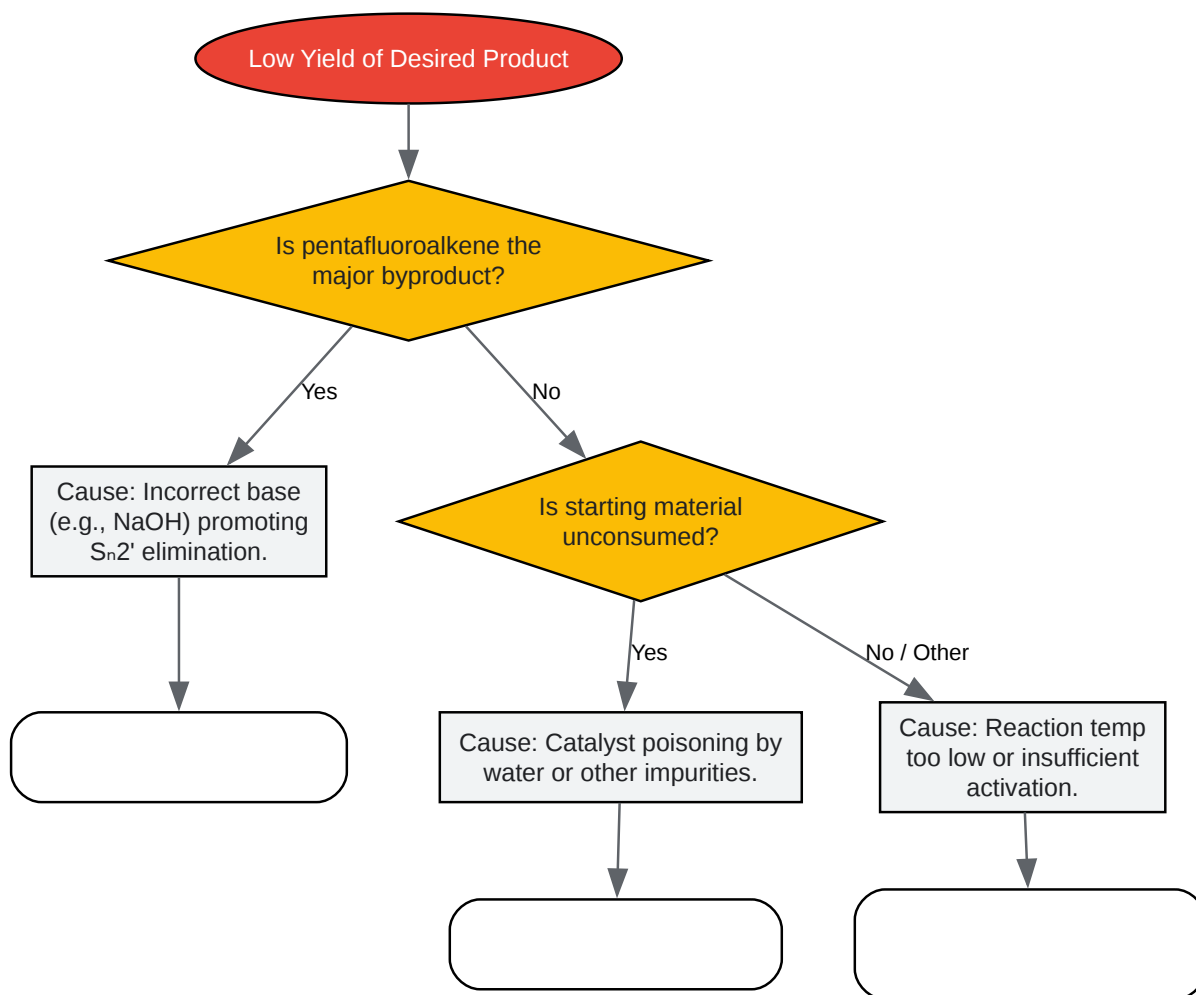 Low Yield of Desired Product
Is pentafluoroalkene the
major byproduct?
Yes
No
Cause: Incorrect base
(e.g., NaOH) promoting
Sₙ2' elimination.
Is starting material
unconsumed?
Yes
No / Other
Cause: Catalyst poisoning by
water or other impurities.
Cause: Reaction temp
too low or insufficient
activation.